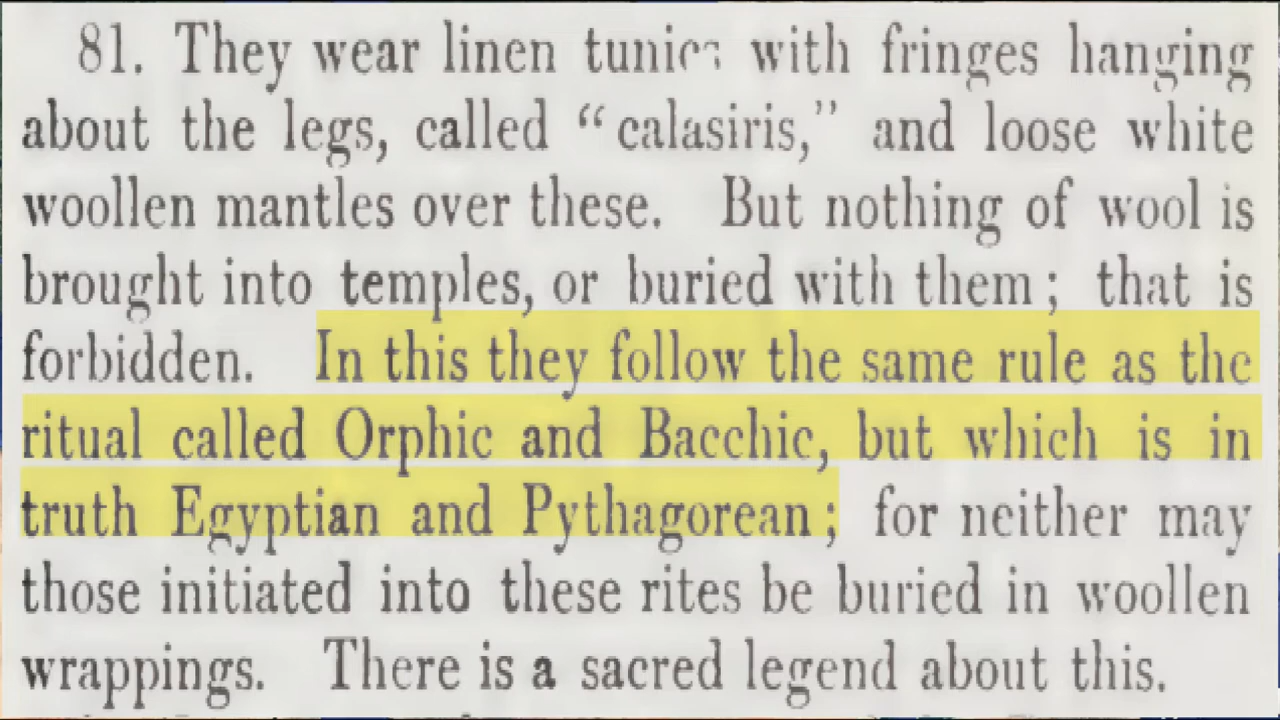 81. They wear linen tunics with fringes hanging
about the legs, called “calasiris,” and loose white
woollen mantles over these. But nothing of wool is
brought into temples, or buried with them; that is
forbidden. In this they follow the same rule as the
ritual called Orphic and Bacchic, but which is in
truth Egyptian and Pythagorean; for neither may
those initiated into these rites be buried in woollen
wrappings. There is a sacred legend about this.